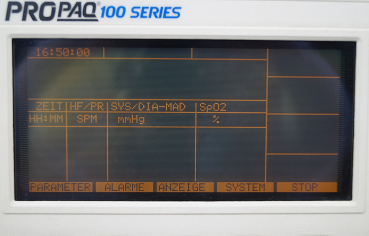 PROPAQ 100 SERIES
16:50:00
ZEIT|HF/PR|SYS/DIA-MAD |SpO2
HH:MM SPM mmHg %
PARAMETER ALARME ANZEIGE SYSTEM STOP